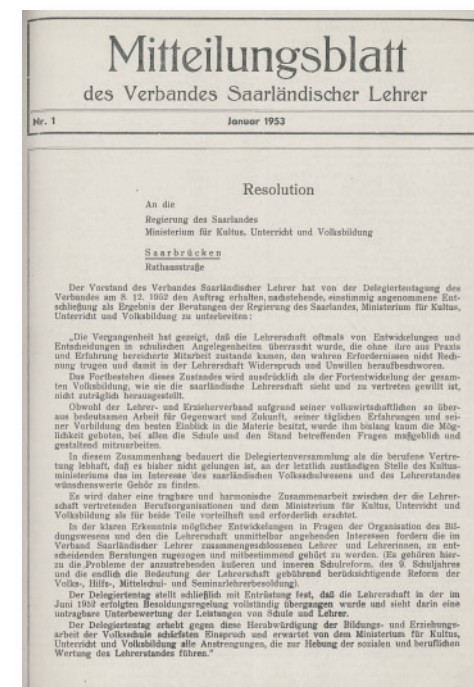 Mitteilungsblatt
des Verbandes Saarländischer Lehrer
Nr. 1 Januar 1953
Resolution
An die
Regierung des Saarlandes
Ministerium für Kultus, Unterricht und Volksbildung
Saarbrücken
Rathausstraße
Der Vorstand des Verbandes Saarländischer Lehrer hat von der Delegiertentagung des
Verbandes am 8. 12. 1952 den Auftrag erhalten, nachstehende, einstimmig angenommene Ent-
schließung als Ergebnis der Beratungen der Regierung des Saarlandes, Ministerium für Kultus,
Unterricht und Volksbildung zu unterbreiten:
„Die Vergangenheit hat gezeigt, daß die Lehrerschaft oftmals von Entwickelungen und
Entscheidungen in schulischen Angelegenheiten überrascht wurde, die ohne ihre aus Praxis
und Erfahrung bereicherte Mitarbeit zustande kamen, den wahren Erfordernissen nicht Rech-
nung trugen und damit in der Lehrerschaft Widerspruch und Unwillen heraufbeschworen.
Das Fortbestehen dieses Zustandes wird ausdrücklich als der Fortentwickelung der gesam-
ten Volksbildung, wie sie die saarländische Lehrerschaft sieht und zu vertreten gewillt ist,
nicht zuträglich herausgestellt.
Obwohl der Lehrer- und Erzieherverband aufgrund seiner volkswirtschaftlichen so über-
aus bedeutsamen Arbeit für Gegenwart und Zukunft, seiner täglichen Erfahrungen und sei-
ner Vorbildung den besten Einblick in die Materie besitzt, wurde ihm bislang kaum die Mög-
lichkeit geboten, bei allen die Schule und den Stand betreffenden Fragen maßgeblich und
gestaltend mitzuarbeiten.
In diesem Zusammenhang bedauert die Delegiertenversammlung als die berufene Vertre-
tung lebhaft, daß es bisher nicht gelungen ist, an der letztlich zuständigen Stelle des Kultus-
ministeriums das im Interesse des saarländischen Volksschulwesens und des Lehrerstandes
wünschenswerte Gehör zu finden.
Es wird daher eine tragbare und harmonische Zusammenarbeit zwischen der die Lehrer-
schaft vertretenden Berufsorganisationen und dem Ministerium für Kultus, Unterricht und
Volksbildung als für beide Teile vorteilhaft und erforderlich erachtet.
In der klaren Erkenntnis möglicher Entwickelungen in Fragen der Organisation des Bil-
dungswesens und den die Lehrerschaft unmittelbar angehenden Interessen fordern die im
Verband Saarländischer Lehrer zusammengeschlossenen Lehrer und Lehrerinnen, zu ent-
scheidenden Beratungen zugezogen und mitbestimmend gehört zu werden. (Es gehören hier-
zu die Probleme der anzustrebenden äußeren und inneren Schulreform, des 9. Schuljahres
und die endlich die Bedeutung der Lehrerschaft gebührend berücksichtigende Reform der
Volks-, Hilfs-, Mittelschul- und Seminarlehrerbesoldung).
Der Delegiertentag stellt schließlich mit Entrüstung fest, daß die Lehrerschaft in der im
Juni 1952 erfolgten Besoldungsregelung vollständig übergangen wurde und sieht darin eine
untragbare Unterbewertung der Leistungen von Schule und Lehrer.
Der Delegiertentag erhebt gegen diese Herabwürdigung der Bildungs- und Erziehungs-
arbeit der Volksschule schärfsten Einspruch und erwartet von dem Ministerium für Kultus,
Unterricht und Volksbildung alle Anstrengungen, die zur Hebung der sozialen und beruflichen
Wertung des Lehrerstandes führen."